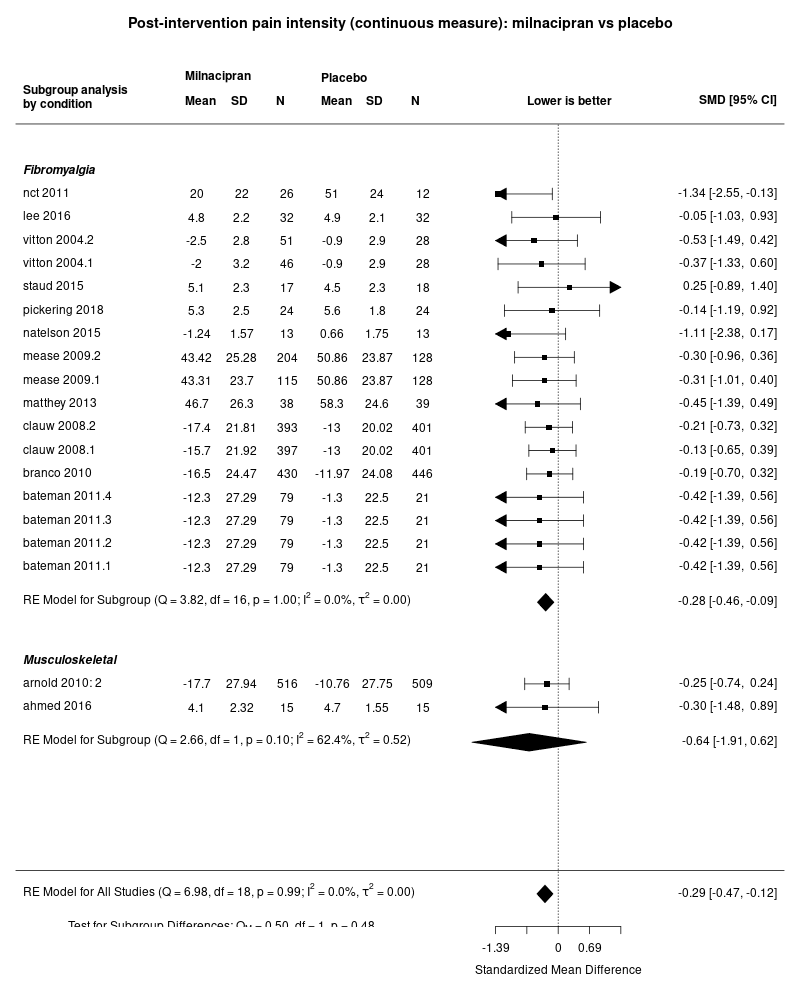 Post-intervention pain intensity (continuous measure): milnacipran vs placebo
Milnacipran Placebo
Subgroup analysis by condition Mean SD N Mean SD N Lower is better SMD [95% CI]
Fibromyalgia
nct 2011 20 22 26 51 24 12 -1.34 [-2.55, -0.13]
lee 2016 4.8 2.2 32 4.9 2.1 32 -0.05 [-1.03, 0.93]
vitton 2004.2 -2.5 2.8 51 -0.9 2.9 28 -0.53 [-1.49, 0.42]
vitton 2004.1 -2 3.2 46 -0.9 2.9 28 -0.37 [-1.33, 0.60]
staud 2015 5.1 2.3 17 4.5 2.3 18 0.25 [-0.89, 1.40]
pickering 2018 5.3 2.5 24 5.6 1.8 24 -0.14 [-1.19, 0.92]
natelson 2015 -1.24 1.57 13 0.66 1.75 13 -1.11 [-2.38, 0.17]
mease 2009.2 43.42 25.28 204 50.86 23.87 128 -0.30 [-0.96, 0.36]
mease 2009.1 43.31 23.7 115 50.86 23.87 128 -0.31 [-1.01, 0.40]
matthey 2013 46.7 26.3 38 58.3 24.6 39 -0.45 [-1.39, 0.49]
clauw 2008.2 -17.4 21.81 393 -13 20.02 401 -0.21 [-0.73, 0.32]
clauw 2008.1 -15.7 21.92 397 -13 20.02 401 -0.13 [-0.65, 0.39]
branco 2010 -16.5 24.47 430 -11.97 24.08 446 -0.19 [-0.70, 0.32]
bateman 2011.4 -12.3 27.29 79 -1.3 22.5 21 -0.42 [-1.39, 0.56]
bateman 2011.3 -12.3 27.29 79 -1.3 22.5 21 -0.42 [-1.39, 0.56]
bateman 2011.2 -12.3 27.29 79 -1.3 22.5 21 -0.42 [-1.39, 0.56]
bateman 2011.1 -12.3 27.29 79 -1.3 22.5 21 -0.42 [-1.39, 0.56]
RE Model for Subgroup (Q = 3.82, df = 16, p = 1.00; I² = 0.0%, τ² = 0.00) -0.28 [-0.46, -0.09]
Musculoskeletal
arnold 2010: 2 -17.7 27.94 516 -10.76 27.75 509 -0.25 [-0.74, 0.24]
ahmed 2016 4.1 2.32 15 4.7 1.55 15 -0.30 [-1.48, 0.89]
RE Model for Subgroup (Q = 2.66, df = 1, p = 0.10; I² = 62.4%, τ² = 0.52) -0.64 [-1.91, 0.62]
RE Model for All Studies (Q = 6.98, df = 18, p = 0.99; I² = 0.0%, τ² = 0.00) -0.29 [-0.47, -0.12]
Test for Subgroup Differences: Qᴍ = 0.50, df = 1, p = 0.48
-1.39 0 0.69
Standardized Mean Difference